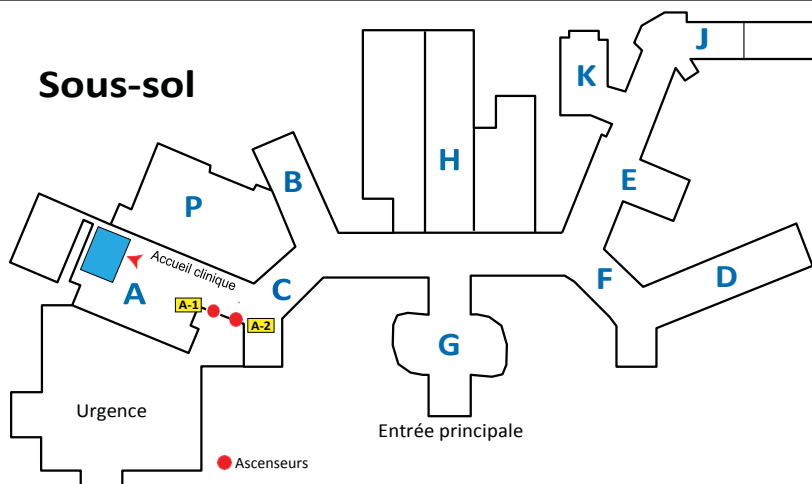 Sous-sol
J
K
H
B
E
P
Accueil clinique
A
C
F
D
A-1
A-2
G
Urgence
Entrée principale
Ascenseurs